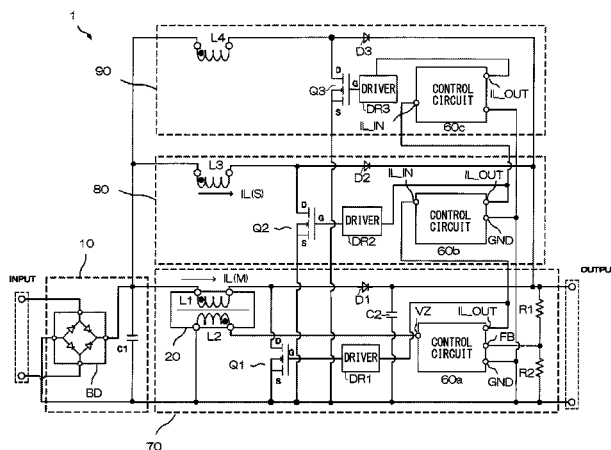 1
L4
D3
90
D
Q3
G
S
DRIVER
DR3
CONTROL
CIRCUIT
IL_OUT
IL_IN
60c
L3
D2
IL_IN
IL_OUT
80
IL(S)
D
Q2
G
S
DRIVER
DR2
CONTROL
CIRCUIT
GND
60b
10
INPUT
OUTPUT
IL(M)
L1
D1
C2
VZ
IL_OUT
R1
C1
L2
20
D
Q1
G
S
DRIVER
DR1
CONTROL
CIRCUIT
FB
GND
R2
BD
60a
70